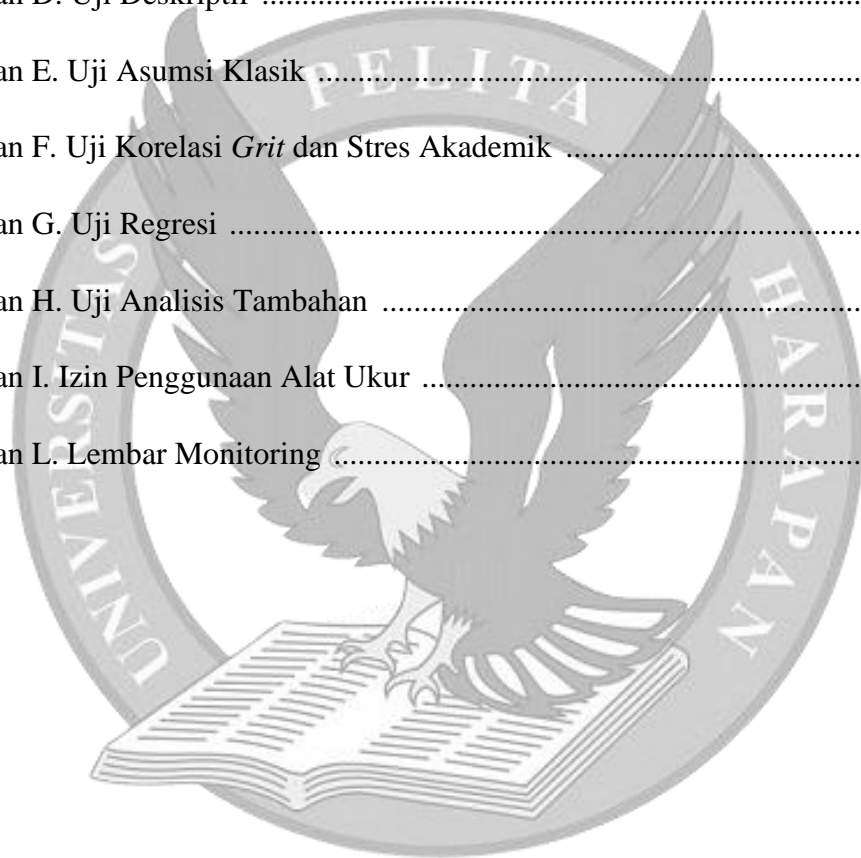 an D. Uji Deskriptif ..........................................................................
an E. Uji Asumsi Klasik ...................................................................
an F. Uji Korelasi Grit dan Stres Akademik .....................................
an G. Uji Regresi ..............................................................................
an H. Uji Analisis Tambahan ...........................................................
an I. Izin Penggunaan Alat Ukur ......................................................
an L. Lembar Monitoring .................................................................
UNIVERSITAS PELITA HARAPAN